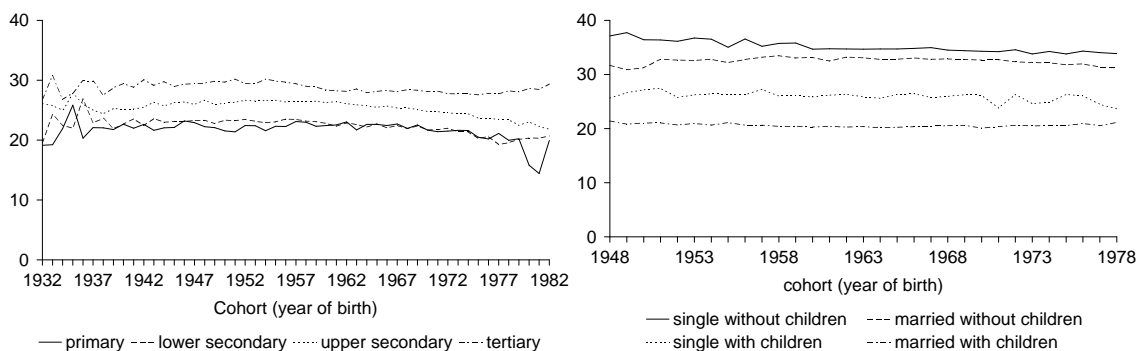 40
30
20
10
0
1932 1937 1942 1947 1952 1957 1962 1967 1972 1977 1982
Cohort (year of birth)
primary lower secondary upper secondary tertiary
40
30
20
10
0
1948 1953 1958 1963 1968 1973 1978
cohort (year of birth)
single without children married without children
single with children married with children